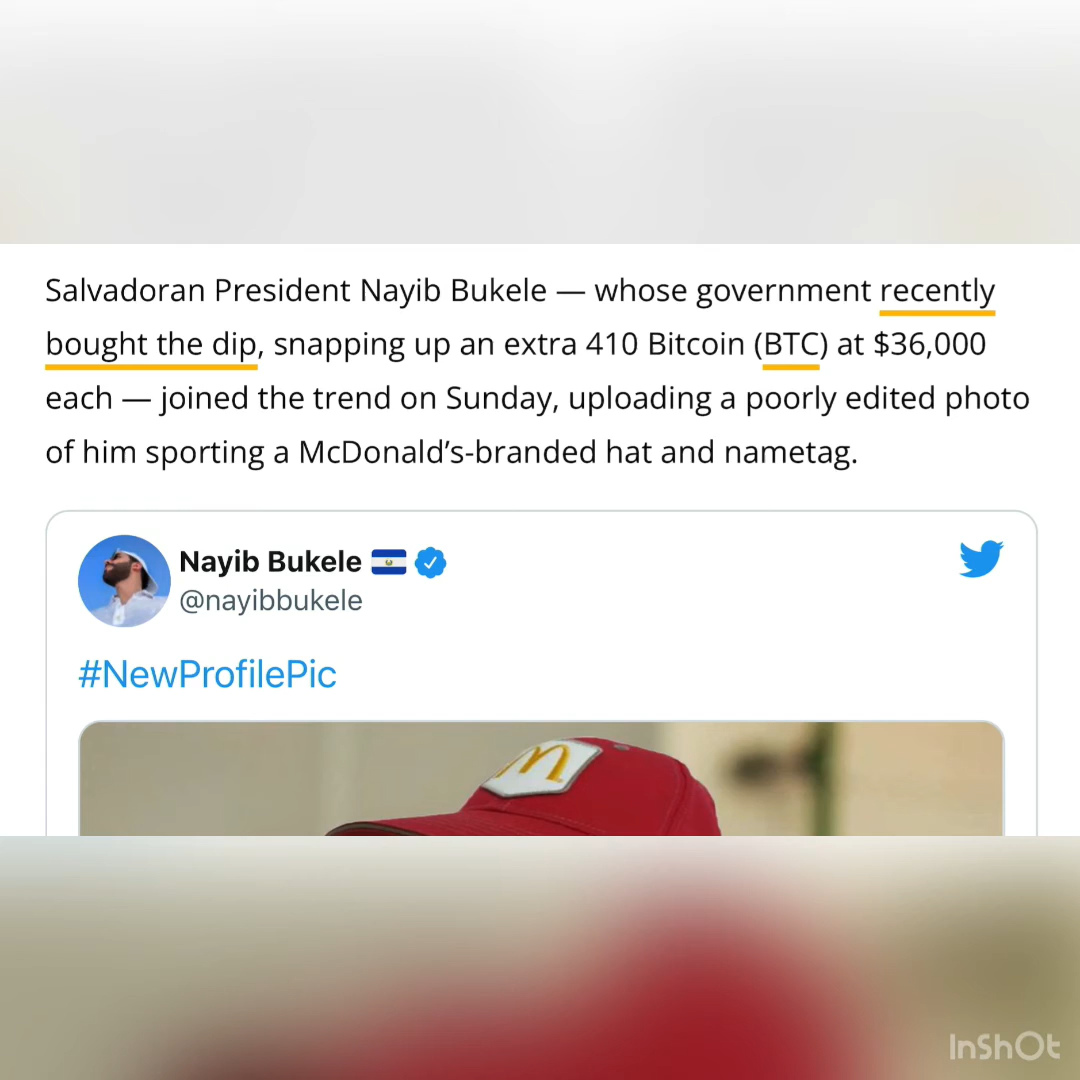 Salvadoran President Nayib Bukele — whose government recently
bought the dip, snapping up an extra 410 Bitcoin (BTC) at $36,000
each — joined the trend on Sunday, uploading a poorly edited photo
of him sporting a McDonald’s-branded hat and nametag.
Nayib Bukele
@nayibbukele
#NewProfilePic
M
InShOt